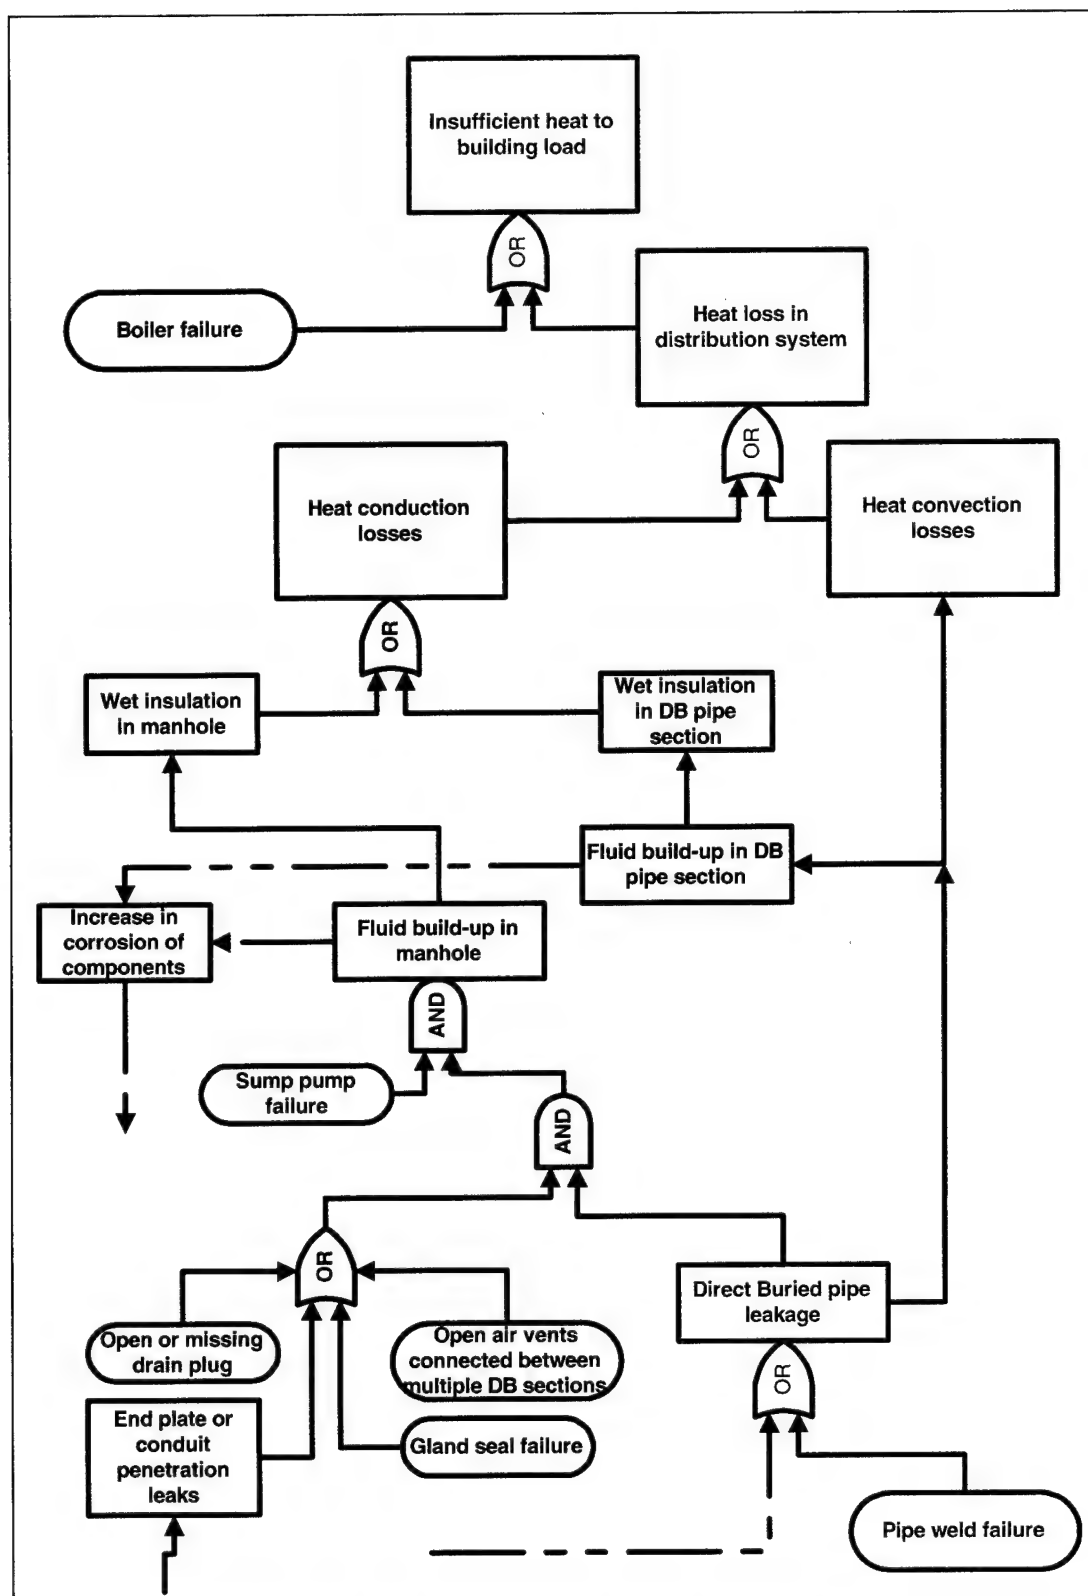 Insufficient heat to
building load
OR
Boiler failure
Heat loss in
distribution system
OR
Heat conduction
losses
Heat convection
losses
OR
Wet insulation
in manhole
Wet insulation
in DB pipe
section
Fluid build-up in DB
pipe section
Increase in
corrosion of
components
Fluid build-up in
manhole
AND
Sump pump
failure
AND
OR
Direct Buried pipe
leakage
Open or missing
drain plug
Open air vents
connected between
multiple DB sections
OR
End plate or
conduit
penetration
leaks
Gland seal failure
Pipe weld failure